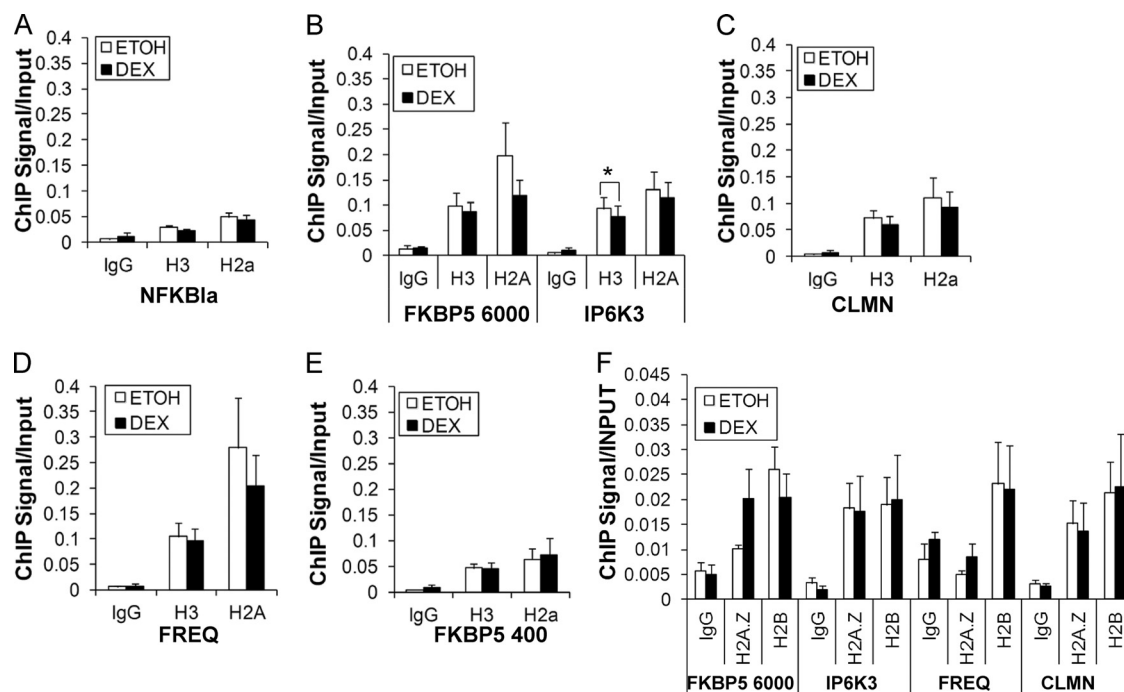 A
ChIP Signal/Input
0.4
0.35
0.3
0.25
0.2
0.15
0.1
0.05
0
ETOH
DEX
IgG H3 H2a
NFKBIa
B
ChIP Signal/Input
0.4
0.35
0.3
0.25
0.2
0.15
0.1
0.05
0
ETOH
DEX
*
IgG H3 H2A IgG H3 H2A
FKBP5 6000 IP6K3
C
ChIP Signal/Input
0.4
0.35
0.3
0.25
0.2
0.15
0.1
0.05
0
ETOH
DEX
IgG H3 H2a
CLMN
D
ChIP Signal/Input
0.4
0.35
0.3
0.25
0.2
0.15
0.1
0.05
0
ETOH
DEX
IgG H3 H2A
FREQ
E
ChIP Signal/Input
0.4
0.35
0.3
0.25
0.2
0.15
0.1
0.05
0
ETOH
DEX
IgG H3 H2a
FKBP5 400
F
ChIP Signal/INPUT
0.045
0.04
0.035
0.03
0.025
0.02
0.015
0.01
0.005
0
ETOH
DEX
IgG H2A.Z H2B IgG H2A.Z H2B IgG H2A.Z H2B IgG H2A.Z H2B
FKBP5 6000 IP6K3 FREQ CLMN